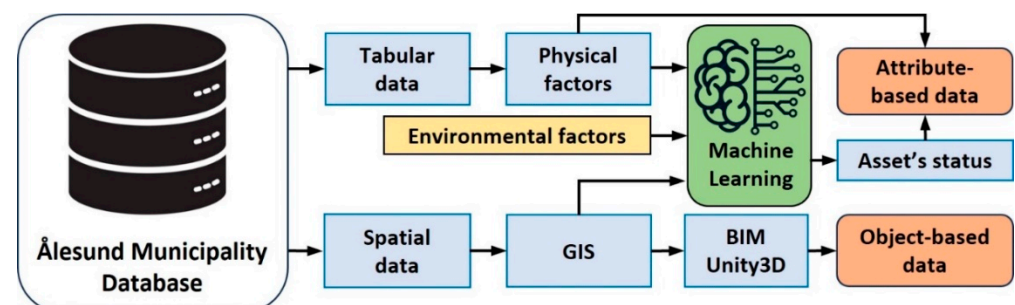 Ålesund Municipality
Database
Tabular
data
Physical
factors
Environmental factors
Machine
Learning
Attribute-
based data
Asset's status
Spatial
data
GIS
BIM
Unity3D
Object-based
data